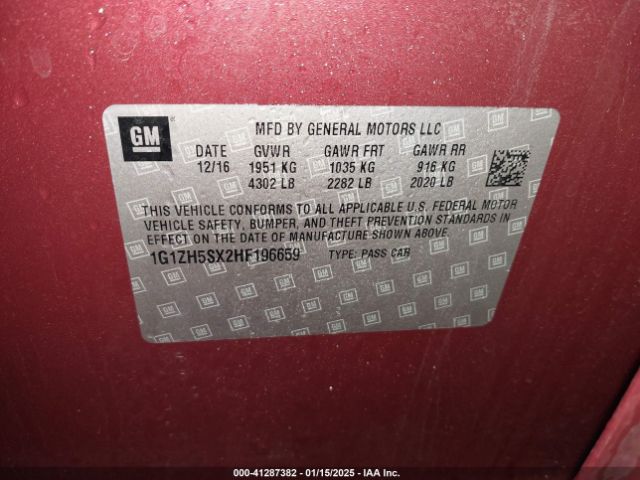 GM
MFD BY GENERAL MOTORS LLC
DATE GVWR GAWR FRT GAWR RR
12/16 1951 KG 1035 KG 916 KG
4302 LB 2282 LB 2020 LB
THIS VEHICLE CONFORMS TO ALL APPLICABLE U.S. FEDERAL MOTOR
VEHICLE SAFETY, BUMPER, AND THEFT PREVENTION STANDARDS IN
EFFECT ON THE DATE OF MANUFACTURE SHOWN ABOVE.
1G1ZH5SX2HF196659 TYPE: PASS CAR
000-41287382 - 01/15/2025 - IAA Inc.